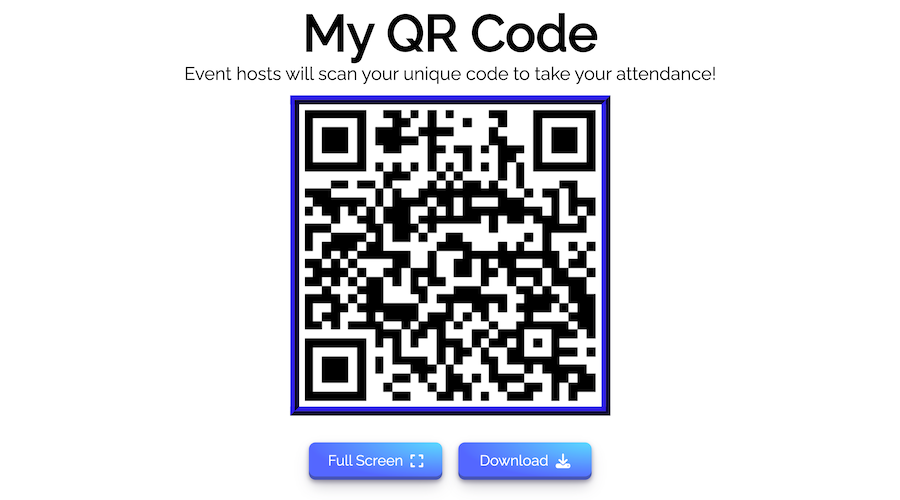 My QR Code
Event hosts will scan your unique code to take your attendance!
Full Screen
Download